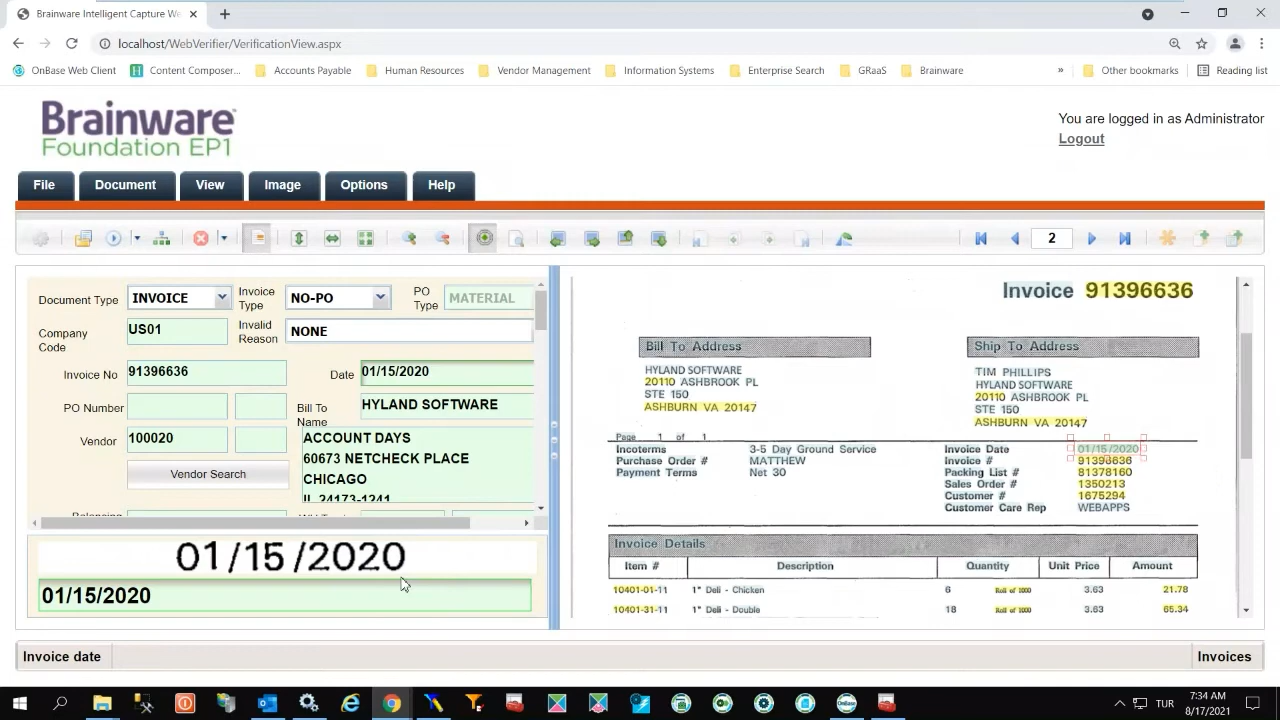 Brainware Intelligent Capture We
localhost/WebVerifier/VerificationView.aspx
OnBase Web Client
Content Composer...
Accounts Payable
Human Resources
Vendor Management
Information Systems
Enterprise Search
GRaaS
Brainware
»
Other bookmarks
Reading list
Brainware
Foundation EP1
You are logged in as Administrator
Logout
File
Document
View
Image
Options
Help
2
Document Type
INVOICE
Invoice Type
NO-PO
PO Type
MATERIAL
Company Code
US01
Invalid Reason
NONE
Invoice No
91396636
Date
01/15/2020
PO Number
Bill To Name
HYLAND SOFTWARE
Vendor
100020
ACCOUNT DAYS
60673 NETCHECK PLACE
CHICAGO
IL 24173-1241
Vendor Search
01/15/2020
01/15/2020
Invoice 91396636
Bill To Address
HYLAND SOFTWARE
20110 ASHBROOK PL
STE 150
ASHBURN VA 20147
Ship To Address
TIM PHILLIPS
HYLAND SOFTWARE
20110 ASHBROOK PL
STE 150
ASHBURN VA 20147
Page 1 of 1
Incoterms 3-5 Day Ground Service
Purchase Order # MATTHEW
Payment Terms Net 30
Invoice Date 01/15/2020
Invoice # 91396636
Packing List # 81378160
Sales Order # 1350213
Customer # 1675294
Customer Care Rep WEBAPPS
Invoice Details
Item # Description Quantity Unit Price Amount
10401-01-11 1" Deli - Chicken 6 Roll of 1000 3.63 21.78
10401-31-11 1" Deli - Double 18 Roll of 1000 3.63 65.34
Invoice date
Invoices
TUR
7:34 AM
8/17/2021